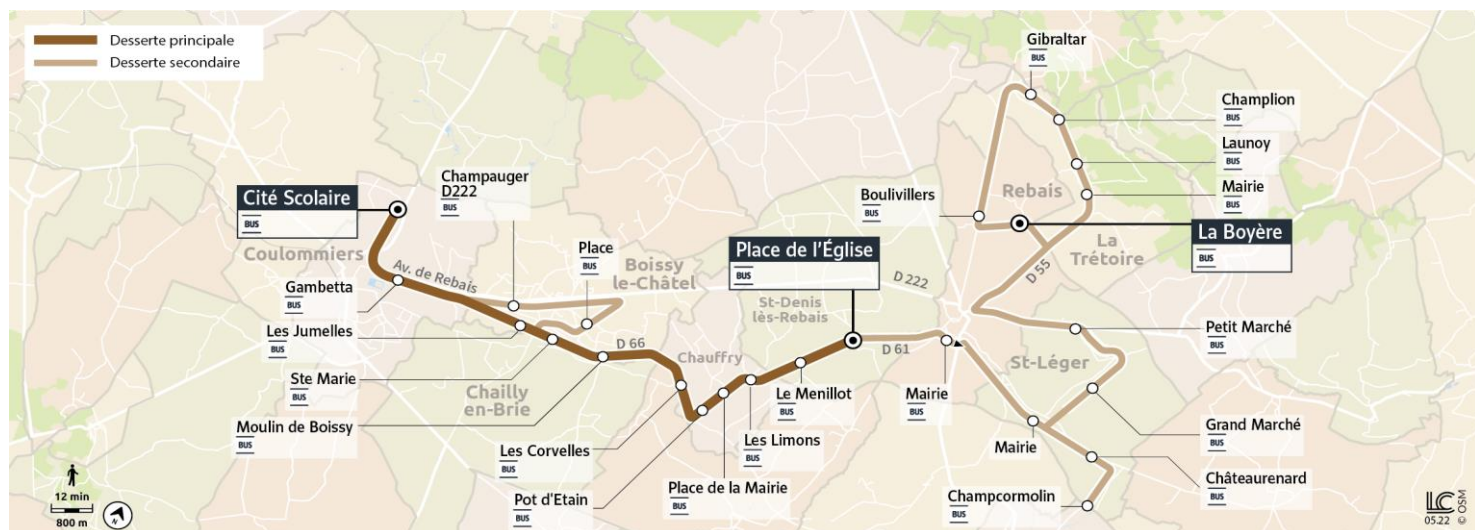 Desserte principale
Desserte secondaire
Gibraltar
BUS
Champlion
BUS
Launoy
BUS
Mairie
BUS
Champauger
D222
BUS
Cité Scolaire
BUS
Boulivillers
BUS
Rebais
La Boyère
BUS
La
Trétoire
Place
BUS
Place de l'Église
BUS
Coulommiers
Av. de Rebais
Boissy
le-Châtel
D 222
D 55
Gambetta
BUS
St-Denis
lès-Rebais
Les Jumelles
BUS
Petit Marché
BUS
D 66
Chauffry
D 61
St-Léger
Ste Marie
BUS
Chailly
en-Brie
Le Menillot
BUS
Mairie
BUS
Moulin de Boissy
BUS
Les Limons
BUS
Grand Marché
BUS
Les Corvelles
BUS
Mairie
Châteaurenard
BUS
Place de la Mairie
BUS
Pot d'Etain
BUS
Champcormolin
BUS
12 min
800 m
N
LC
05.22
© OSM